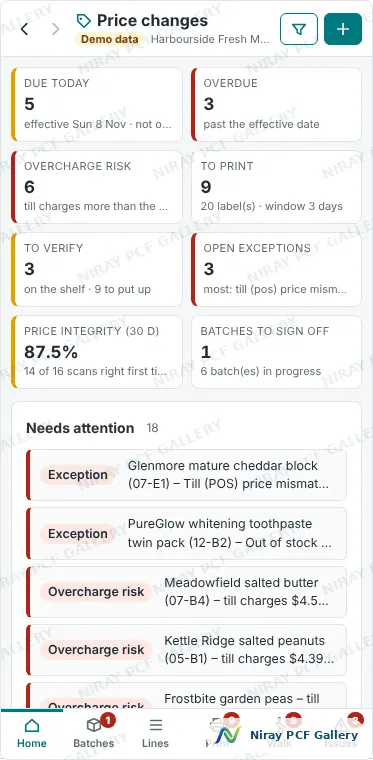 Price changes
Demo data Harbourside Fresh M...
DUE TODAY
5
effective Sun 8 Nov · not o...
OVERDUE
3
past the effective date
OVERCHARGE RISK
6
till charges more than the ...
TO PRINT
9
20 label(s) · window 3 days
TO VERIFY
3
on the shelf · 9 to put up
OPEN EXCEPTIONS
3
most: till (pos) price mism...
PRICE INTEGRITY (30 D)
87.5%
14 of 16 scans right first ti...
BATCHES TO SIGN OFF
1
6 batch(es) in progress
Needs attention 18
Exception
Glenmore mature cheddar block
(07-E1) – Till (POS) price mismat...
Exception
PureGlow whitening toothpaste
twin pack (12-B2) – Out of stock ...
Overcharge risk
Meadowfield salted butter
(07-B4) – till charges $4.5...
Overcharge risk
Kettle Ridge salted peanuts
(05-B1) – till charges $4.39...
Overcharge risk
Frostbite garden peas – till
1
Home Batches Lines Walk Issues
Niray PCF Gallery
NIRAY PCF GALLERY